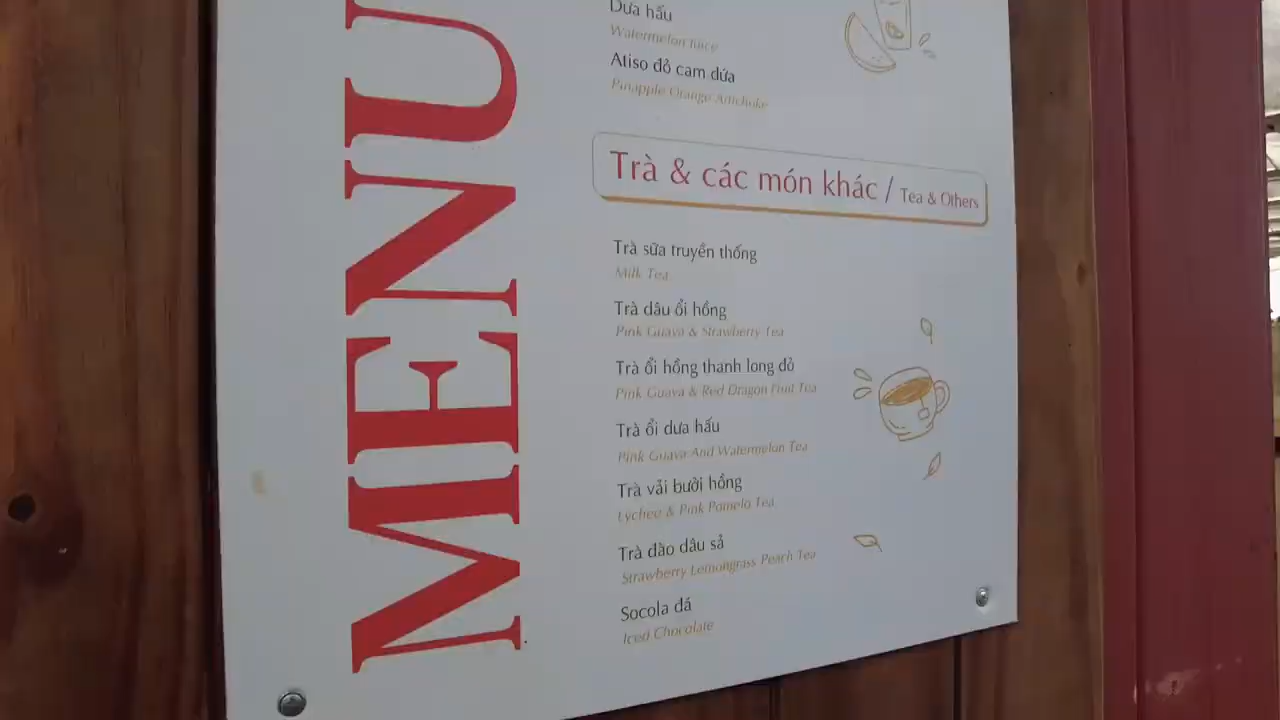 MENU
Dưa hấu
Watermelon Juice
Atiso đỏ cam dứa
Pinapple Orange Artichoke
Trà & các món khác / Tea & Others
Trà sữa truyền thống
Milk Tea
Trà dâu ổi hồng
Pink Guava & Strawberry Tea
Trà ổi hồng thanh long đỏ
Pink Guava & Red Dragon Fruit Tea
Trà ổi dưa hấu
Pink Guava And Watermelon Tea
Trà vải bưởi hồng
Lychee & Pink Pomelo Tea
Trà đào dâu sả
Strawberry Lemongrass Peach Tea
Socola đá
Iced Chocolate